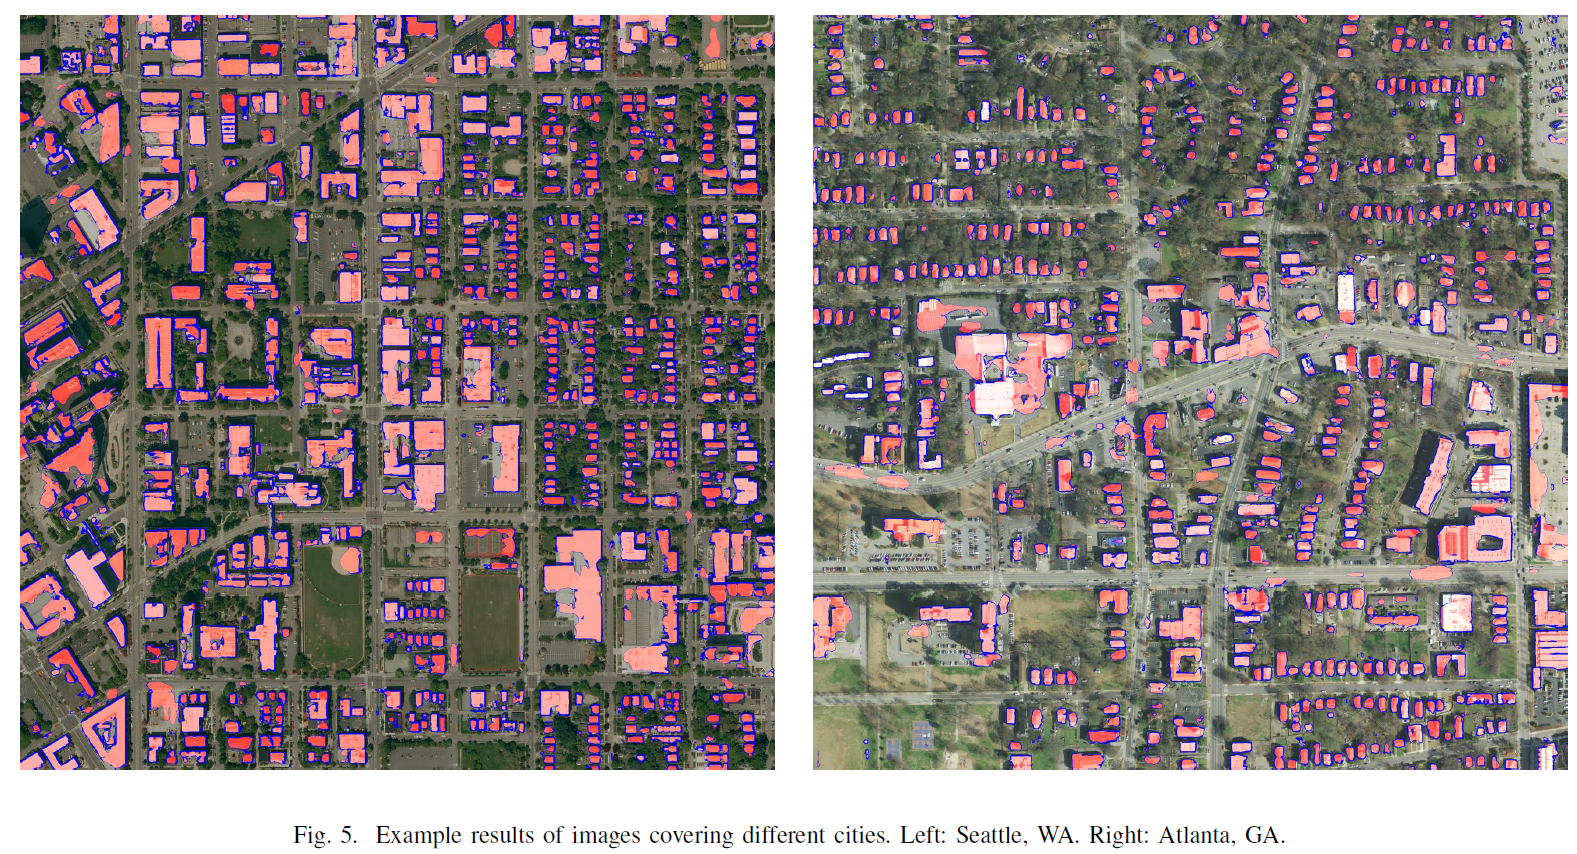 Fig. 5. Example results of images covering different cities. Left: Seattle, WA. Right: Atlanta, GA.